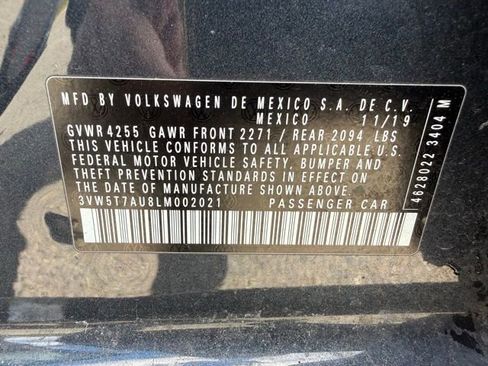 MFD BY VOLKSWAGEN DE MEXICO S.A. DE C.V.
MEXICO 11/19
GVWR 4255 GAWR FRONT 2271 / REAR 2094 LBS
THIS VEHICLE CONFORMS TO ALL APPLICABLE U.S.
FEDERAL MOTOR VEHICLE SAFETY, BUMPER AND
THEFT PREVENTION STANDARDS IN EFFECT ON THE
DATE OF MANUFACTURE SHOWN ABOVE.
3VW5T7AU8LM002021 PASSENGER CAR
4628022 3404 M